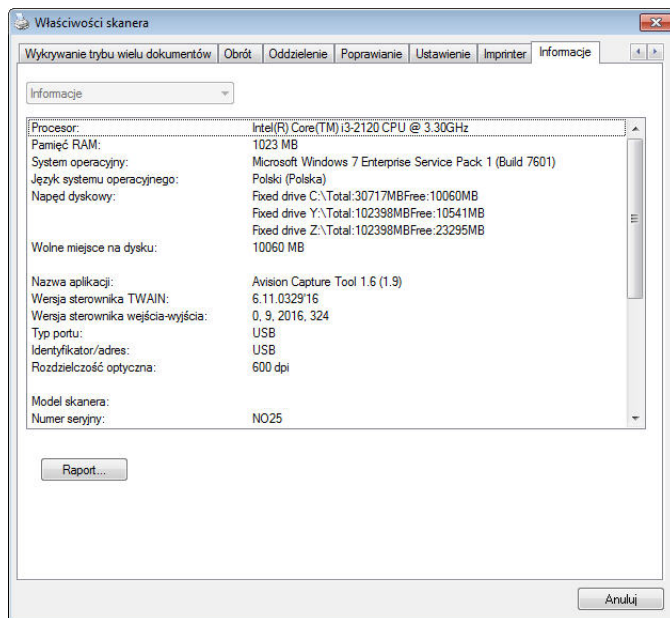 Właściwości skanera
Wykrywanie trybu wielu dokumentów Obrót Oddzielenie Poprawianie Ustawienie Imprinter Informacje
Informacje
Procesor: Intel(R) Core(TM) i3-2120 CPU @ 3.30GHz
Pamięć RAM: 1023 MB
System operacyjny: Microsoft Windows 7 Enterprise Service Pack 1 (Build 7601)
Język systemu operacyjnego: Polski (Polska)
Napęd dyskowy: Fixed drive C:\Total:30717MBFree:10060MB
Fixed drive Y:\Total:102398MBFree:10541MB
Fixed drive Z:\Total:102398MBFree:23295MB
Wolne miejsce na dysku: 10060 MB
Nazwa aplikacji: Avision Capture Tool 1.6 (1.9)
Wersja sterownika TWAIN: 6.11.0329'16
Wersja sterownika wejścia-wyjścia: 0, 9, 2016, 324
Typ portu: USB
Identyfikator/adres: USB
Rozdzielczość optyczna: 600 dpi
Model skanera:
Numer seryjny: NO25
Raport...
Anuluj